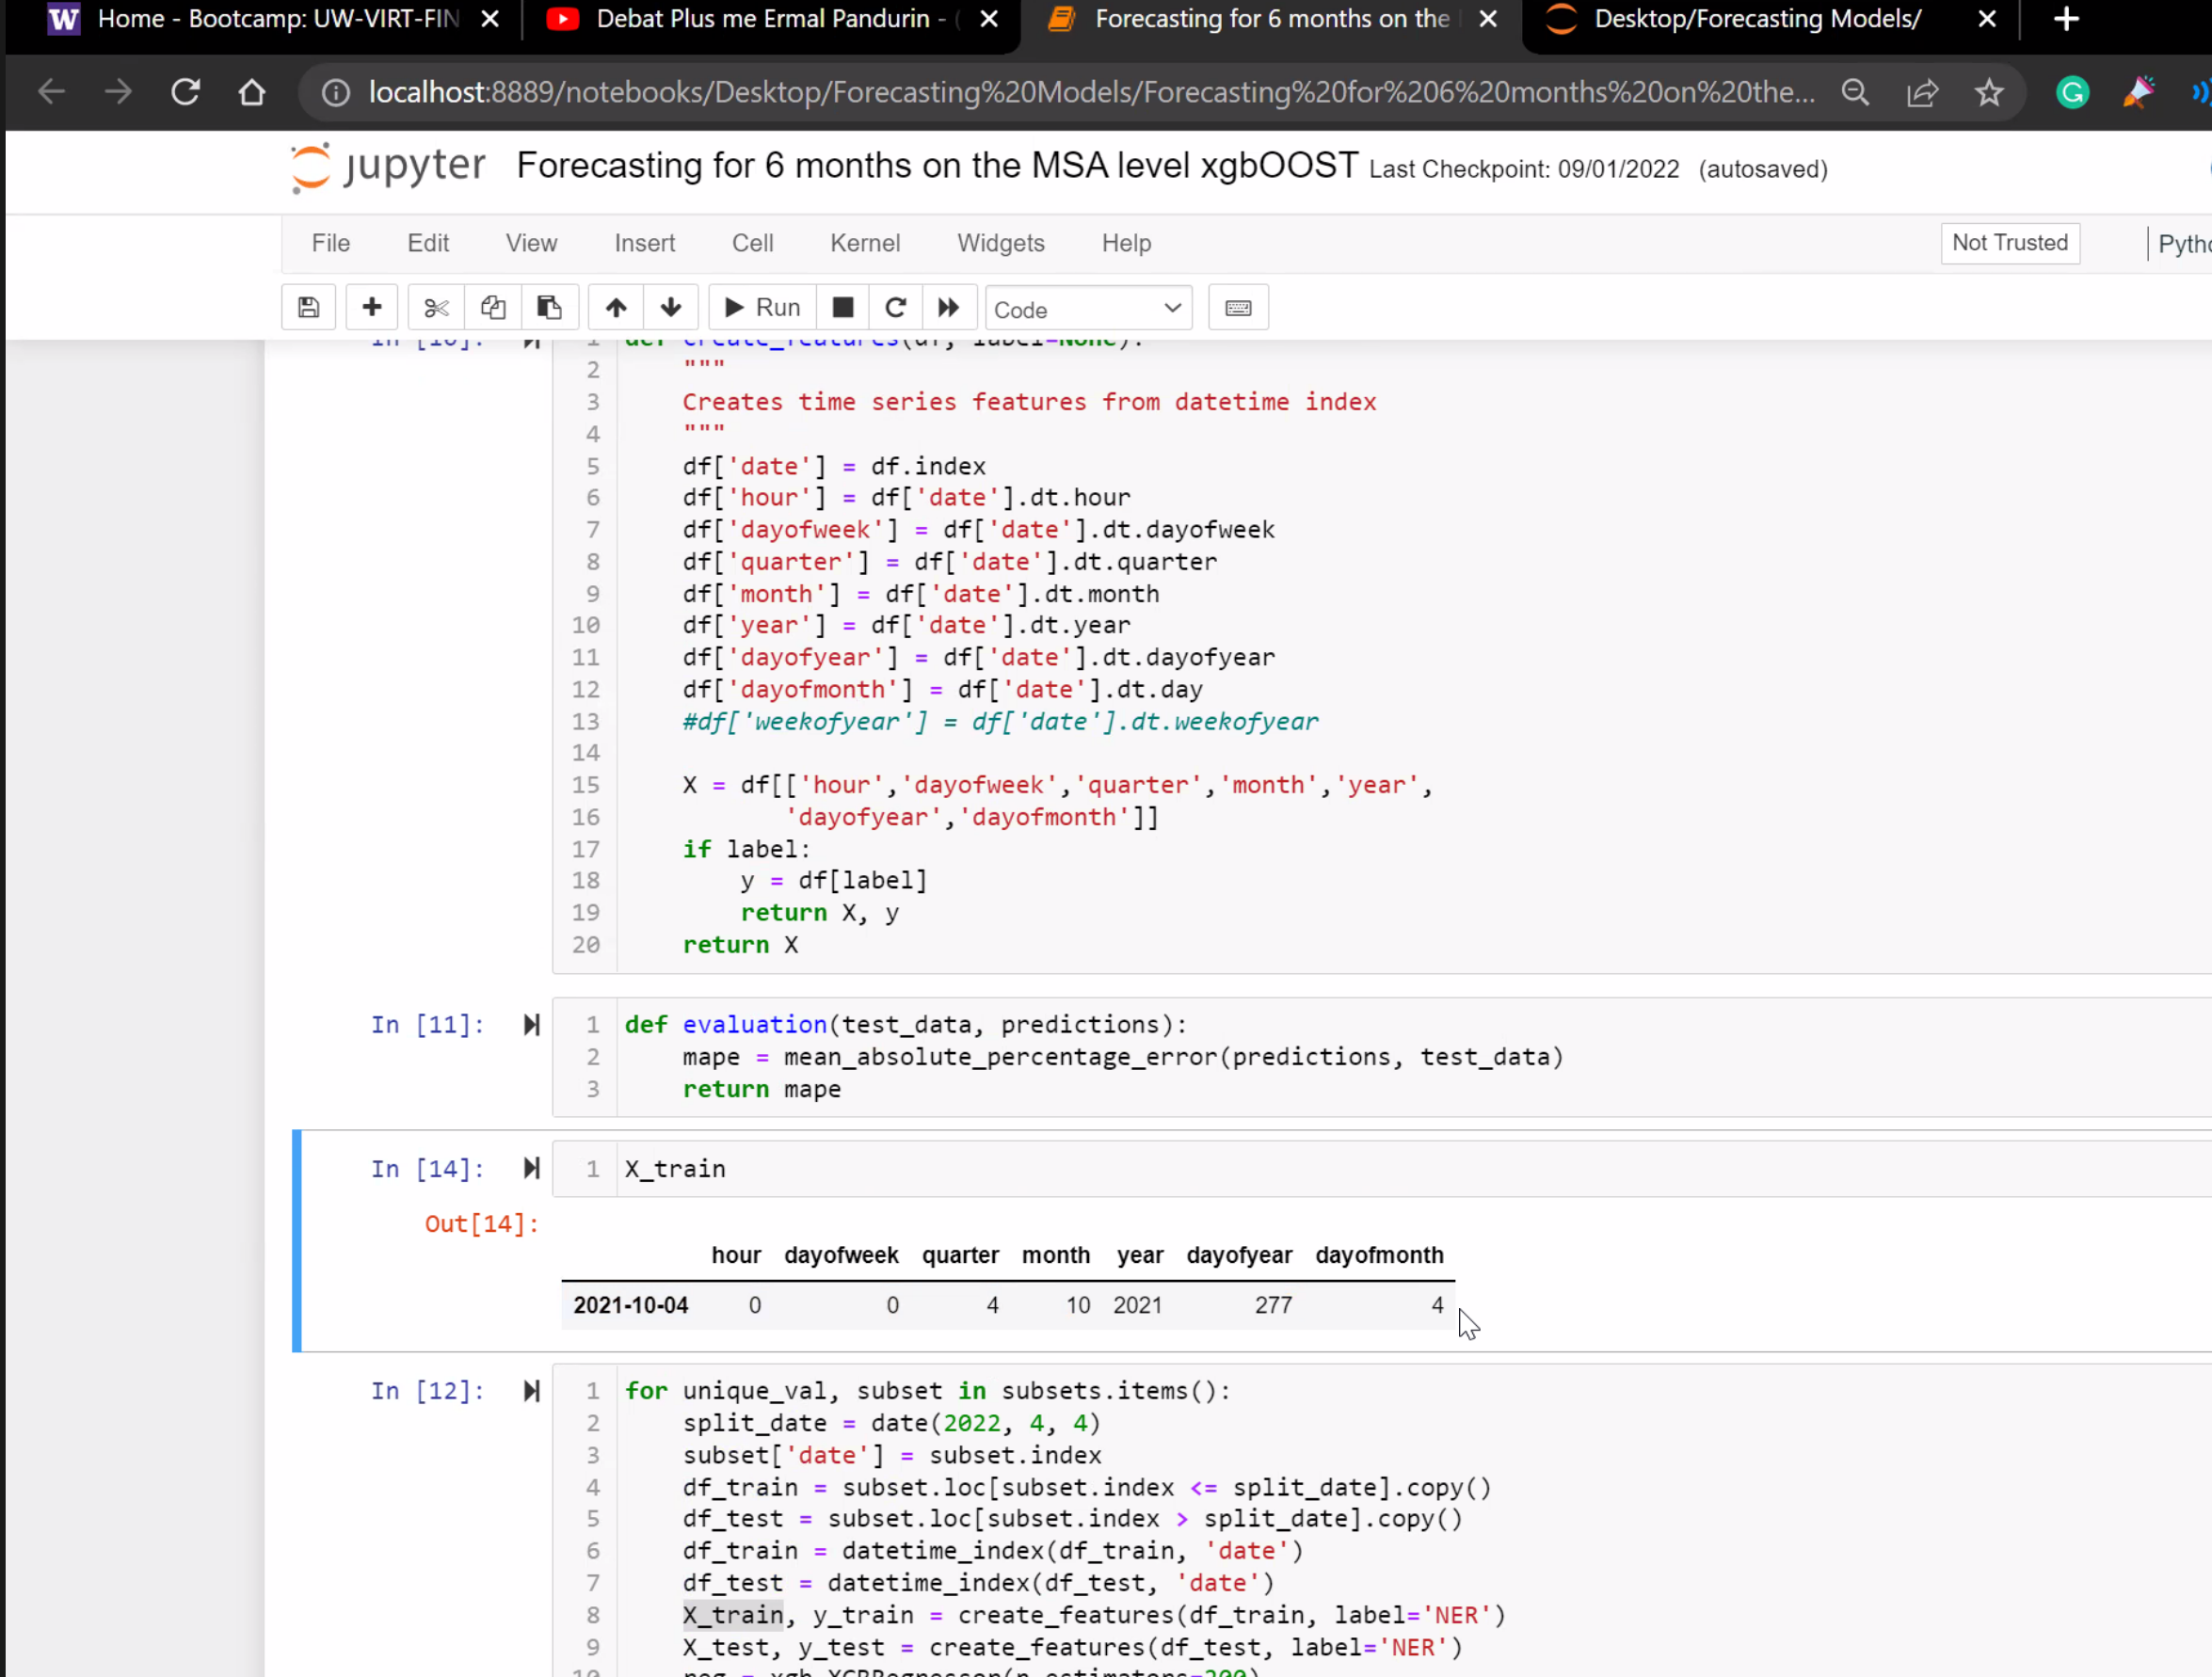 W Home - Bootcamp: UW-VIRT-FIN
Debat Plus me Ermal Pandurin - (
Forecasting for 6 months on the
Desktop/Forecasting Models/
localhost:8889/notebooks/Desktop/Forecasting%20Models/Forecasting%20for%206%20months%20on%20the...
jupyter Forecasting for 6 months on the MSA level xgbOOST Last Checkpoint: 09/01/2022 (autosaved)
File Edit View Insert Cell Kernel Widgets Help Not Trusted
Run Code
In [10]: 1 def create_features(df, label=None):
2 """
3 Creates time series features from datetime index
4 """
5 df['date'] = df.index
6 df['hour'] = df['date'].dt.hour
7 df['dayofweek'] = df['date'].dt.dayofweek
8 df['quarter'] = df['date'].dt.quarter
9 df['month'] = df['date'].dt.month
10 df['year'] = df['date'].dt.year
11 df['dayofyear'] = df['date'].dt.dayofyear
12 df['dayofmonth'] = df['date'].dt.day
13 #df['weekofyear'] = df['date'].dt.weekofyear
14
15 X = df[['hour','dayofweek','quarter','month','year',
16 'dayofyear','dayofmonth']]
17 if label:
18 y = df[label]
19 return X, y
20 return X
In [11]: 1 def evaluation(test_data, predictions):
2 mape = mean_absolute_percentage_error(predictions, test_data)
3 return mape
In [14]: 1 X_train
Out[14]:
hour dayofweek quarter month year dayofyear dayofmonth
2021-10-04 0 0 4 10 2021 277 4
In [12]: 1 for unique_val, subset in subsets.items():
2 split_date = date(2022, 4, 4)
3 subset['date'] = subset.index
4 df_train = subset.loc[subset.index <= split_date].copy()
5 df_test = subset.loc[subset.index > split_date].copy()
6 df_train = datetime_index(df_train, 'date')
7 df_test = datetime_index(df_test, 'date')
8 X_train, y_train = create_features(df_train, label='NER')
9 X_test, y_test = create_features(df_test, label='NER')
10 reg = xgb.XGBRegressor(n_estimators=200)